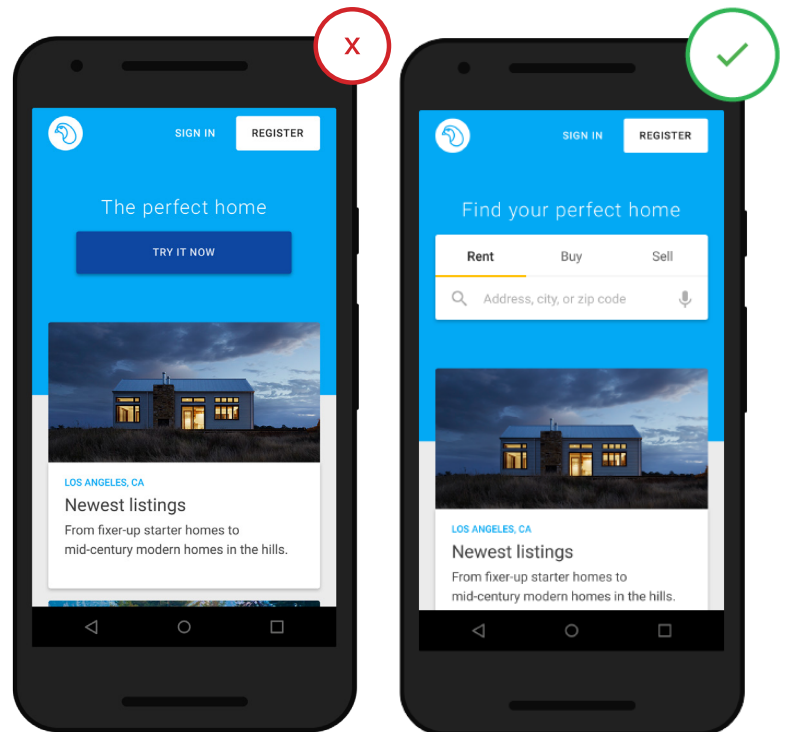 X
SIGN IN
REGISTER
The perfect home
TRY IT NOW
LOS ANGELES, CA
Newest listings
From fixer-up starter homes to
mid-century modern homes in the hills.
SIGN IN
REGISTER
Find your perfect home
Rent Buy Sell
Address, city, or zip code
LOS ANGELES, CA
Newest listings
From fixer-up starter homes to
mid-century modern homes in the hills.